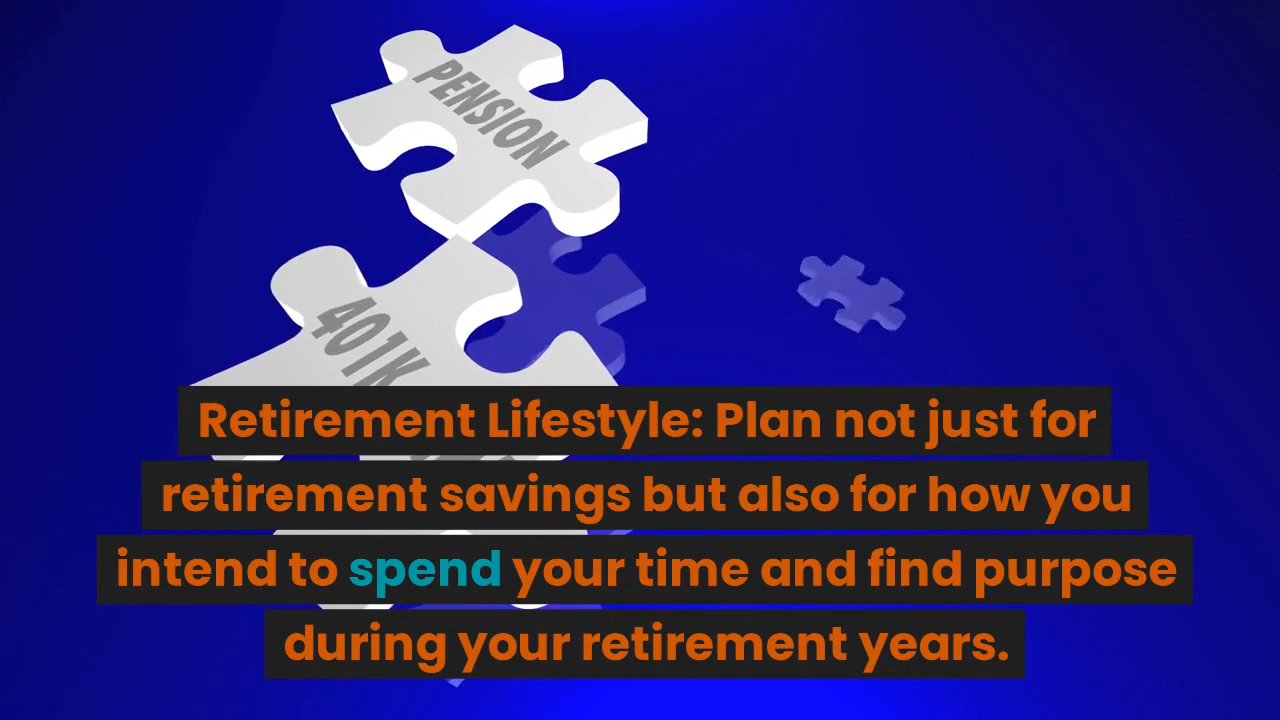 PENSION
401K
Retirement Lifestyle: Plan not just for
retirement savings but also for how you
intend to spend your time and find purpose
during your retirement years.